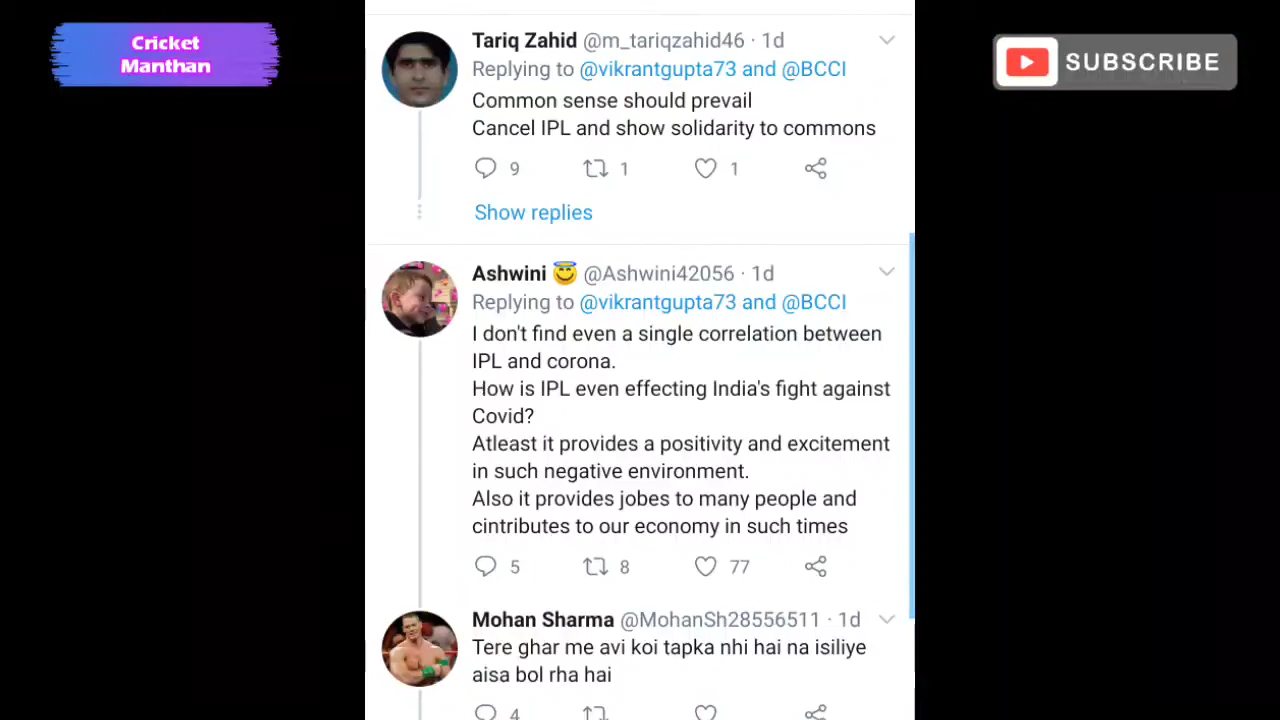 Cricket
Manthan
SUBSCRIBE
Tariq Zahid @m_tariqzahid46 · 1d
Replying to @vikrantgupta73 and @BCCI
Common sense should prevail
Cancel IPL and show solidarity to commons
9 1 1
Show replies
Ashwini 😇 @Ashwini42056 · 1d
Replying to @vikrantgupta73 and @BCCI
I don't find even a single correlation between
IPL and corona.
How is IPL even effecting India's fight against
Covid?
Atleast it provides a positivity and excitement
in such negative environment.
Also it provides jobes to many people and
cintributes to our economy in such times
5 8 77
Mohan Sharma @MohanSh28556511 · 1d
Tere ghar me avi koi tapka nhi hai na isiliye
aisa bol rha hai
4